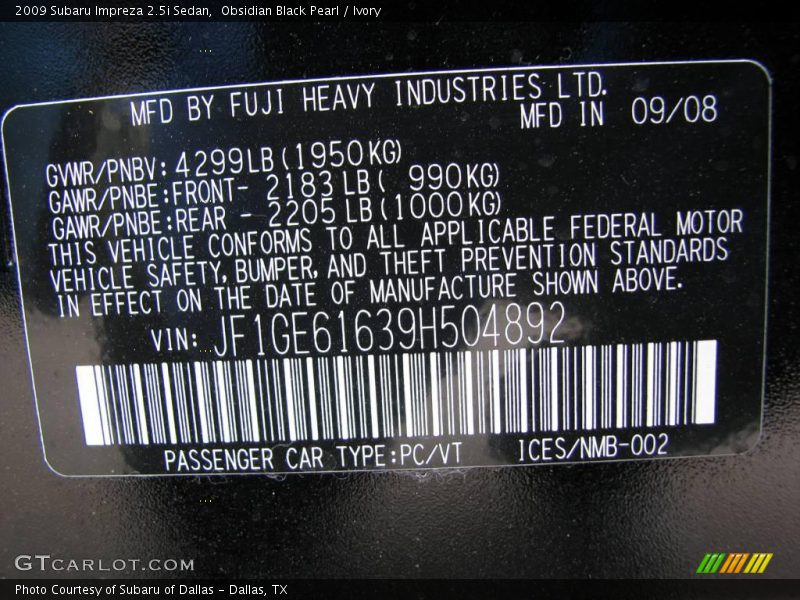 2009 Subaru Impreza 2.5i Sedan,  Obsidian Black Pearl / Ivory
MFD BY FUJI HEAVY INDUSTRIES LTD.
MFD IN 09/08
GVWR/PNBV: 4299LB(1950KG)
GAWR/PNBE:FRONT- 2183 LB( 990KG)
GAWR/PNBE:REAR - 2205 LB(1000KG)
THIS VEHICLE CONFORMS TO ALL APPLICABLE FEDERAL MOTOR
VEHICLE SAFETY, BUMPER, AND THEFT PREVENTION STANDARDS
IN EFFECT ON THE DATE OF MANUFACTURE SHOWN ABOVE.
VIN: JF1GE61639H504892
PASSENGER CAR TYPE:PC/VT ICES/NMB-002
GTCARLOT.COM
Photo Courtesy of Subaru of Dallas - Dallas, TX